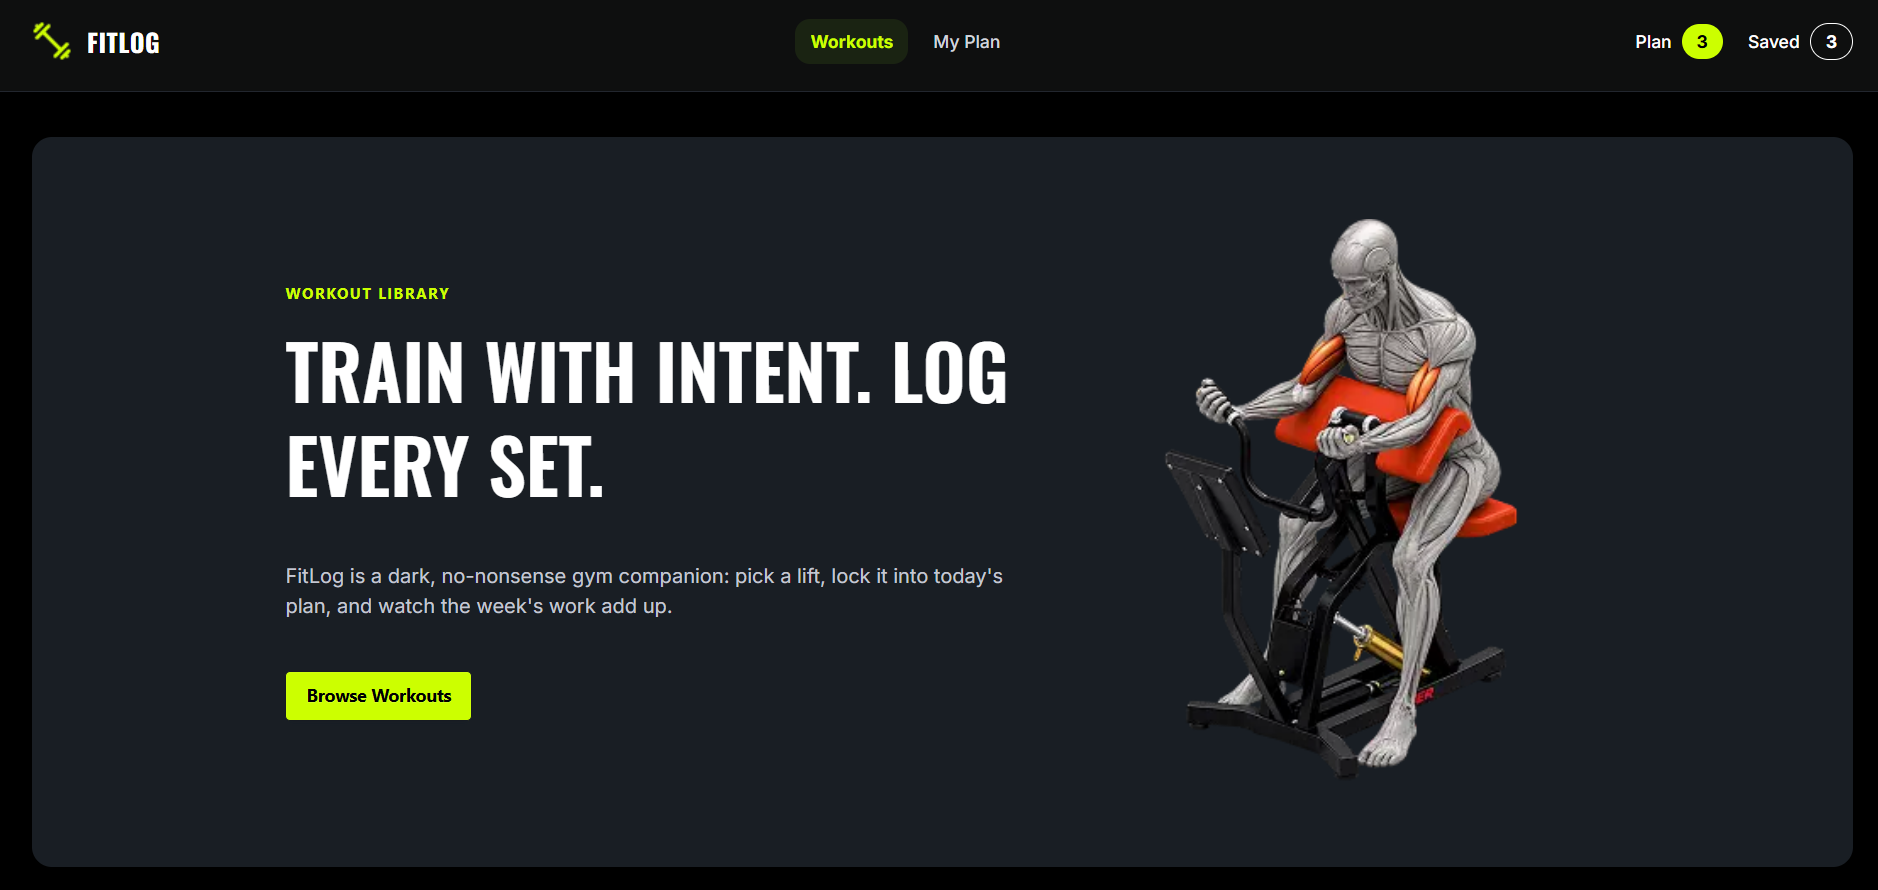 FITLOG
Workouts
My Plan
Plan 3
Saved 3
WORKOUT LIBRARY
TRAIN WITH INTENT. LOG
EVERY SET.
FitLog is a dark, no-nonsense gym companion: pick a lift, lock it into today's
plan, and watch the week's work add up.
Browse Workouts